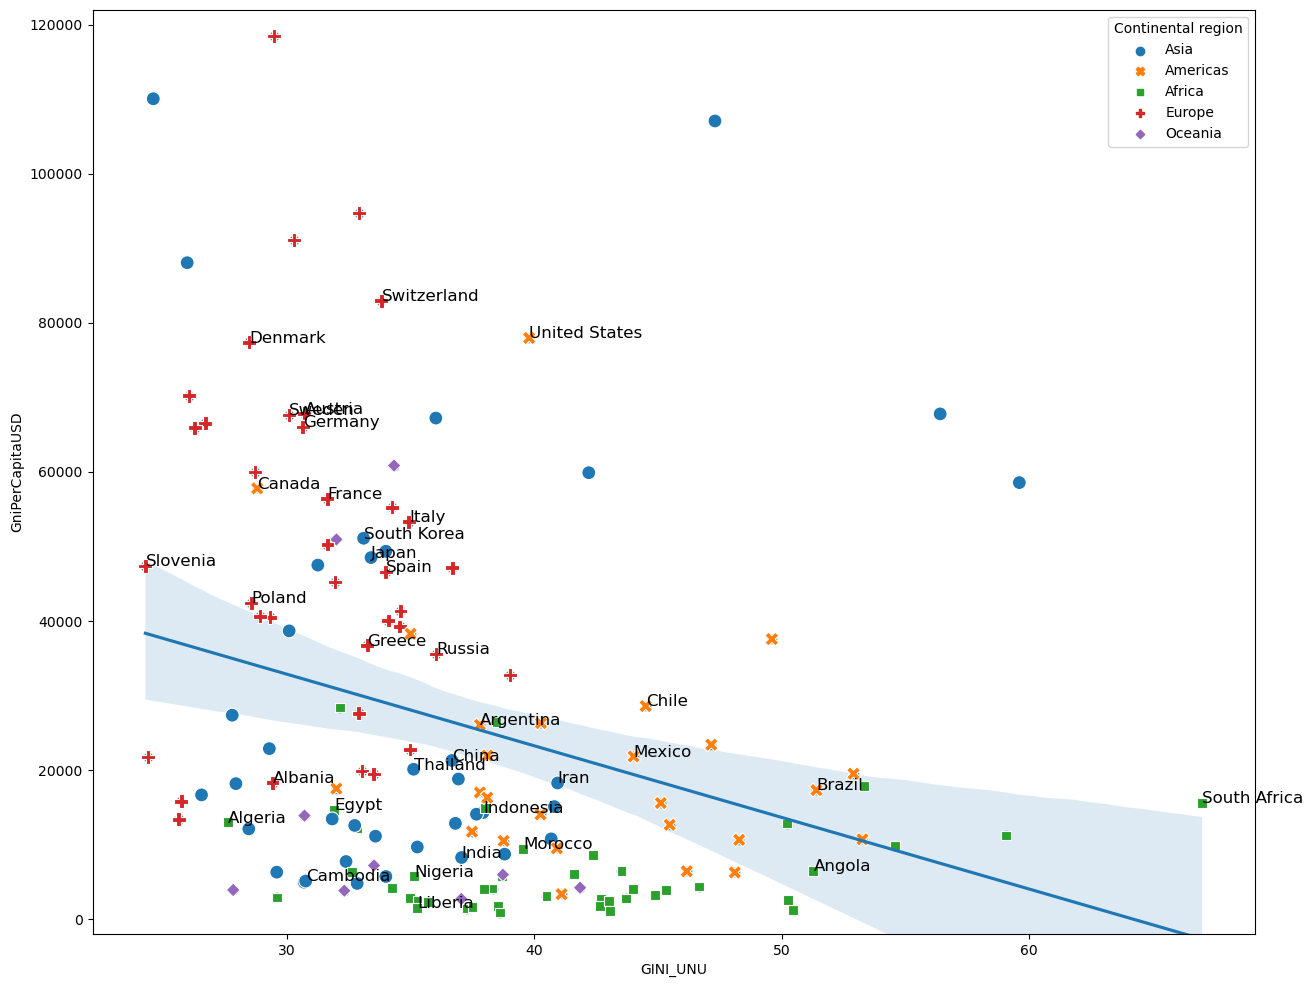 120000
100000
80000
60000
40000
20000
0
GniPerCapitaUSD
Continental region
Asia
Americas
Africa
Europe
Oceania
Switzerland
United States
Denmark
Sweden
Austria
Germany
Canada
France
Italy
South Korea
Japan
Slovenia
Spain
Poland
Greece
Russia
Chile
Argentina
Mexico
China
Thailand
Albania
Iran
Brazil
South Africa
Egypt
Indonesia
Algeria
Morocco
India
Angola
Cambodia
Nigeria
Liberia
30
40
50
60
GINI_UNU